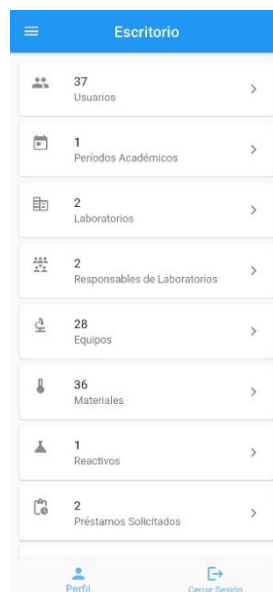 Escritorio
37
Usuarios
1
Períodos Académicos
2
Laboratorios
2
Responsables de Laboratorios
28
Equipos
36
Materiales
1
Reactivos
2
Préstamos Solicitados
Perfil
Cerrar Sesión